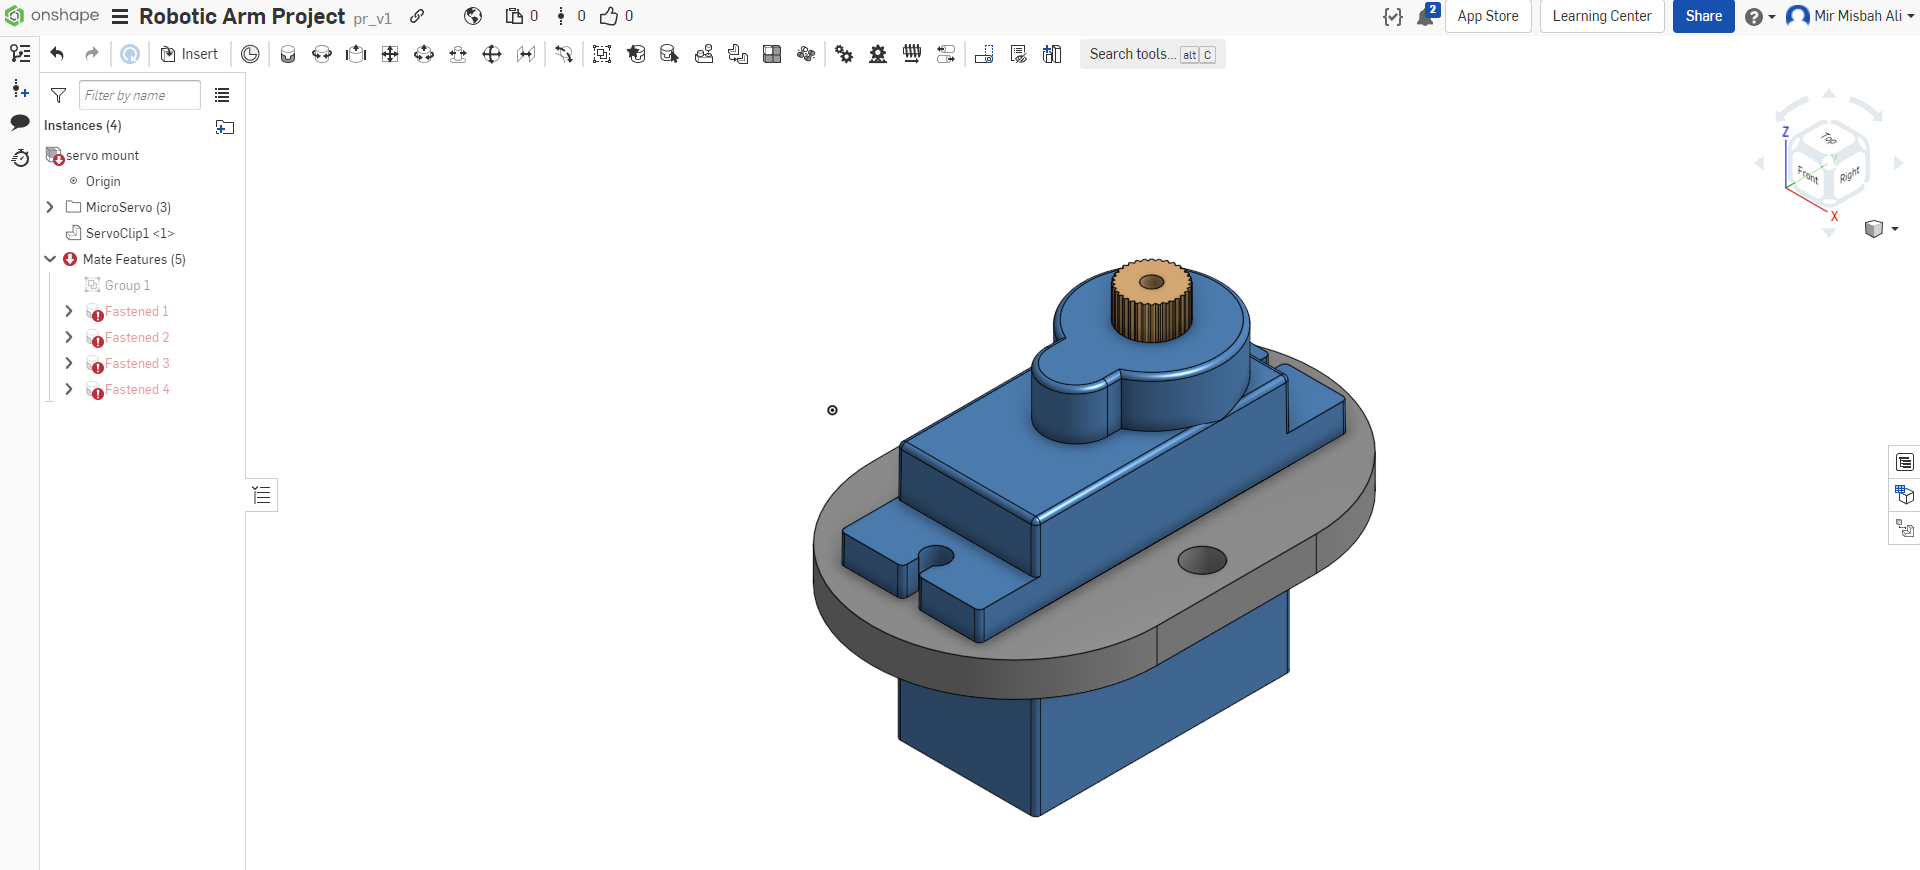 onshape Robotic Arm Project pr_v1 0 0 0 2 App Store Learning Center Share Mir Misbah Ali
Insert Search tools... alt C
Filter by name
Instances (4)
servo mount
Origin
MicroServo (3)
ServoClip1 <1>
Mate Features (5)
Group 1
Fastened 1
Fastened 2
Fastened 3
Fastened 4
Z
Top
Y
Front
Right
X